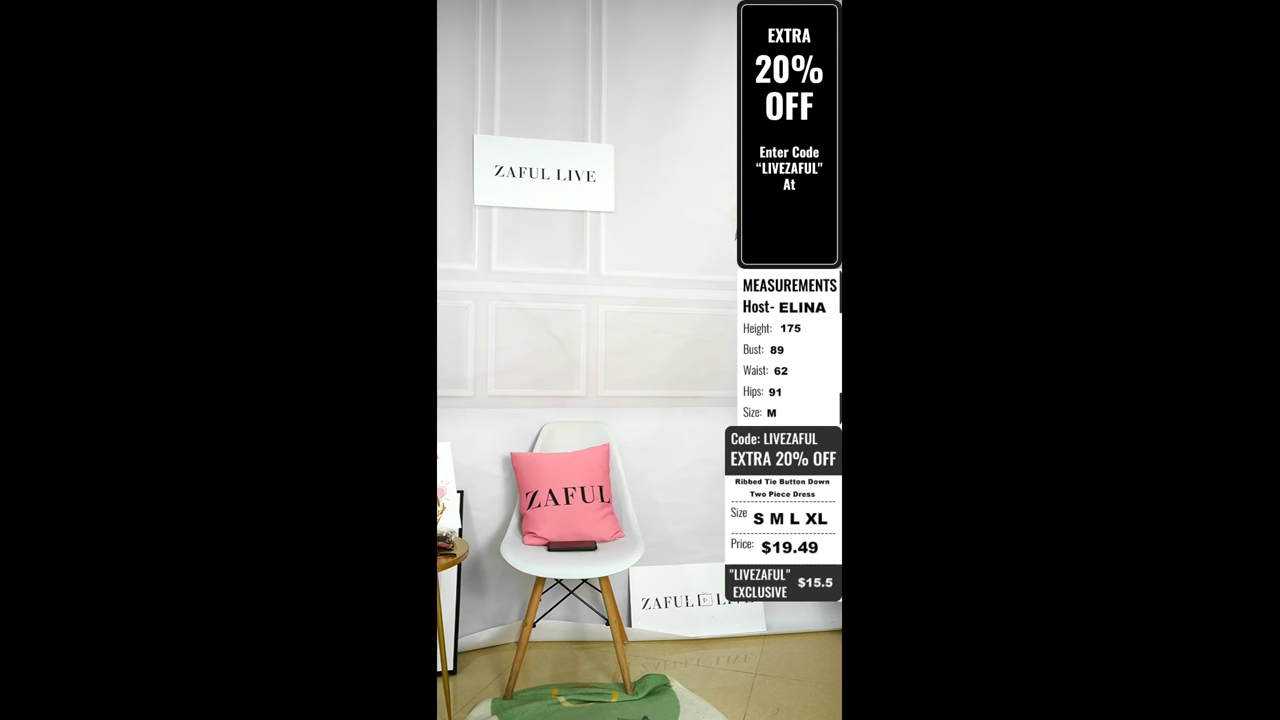 EXTRA
20%
OFF
Enter Code
“LIVEZAFUL”
At
ZAFUL LIVE
MEASUREMENTS
Host- ELINA
Height: 175
Bust: 89
Waist: 62
Hips: 91
Size: M
Code: LIVEZAFUL
EXTRA 20% OFF
Ribbed Tie Button Down
Two Piece Dress
Size S M L XL
Price: $19.49
"LIVEZAFUL"
EXCLUSIVE
$15.5
ZAFUL
ZAFUL LIVE